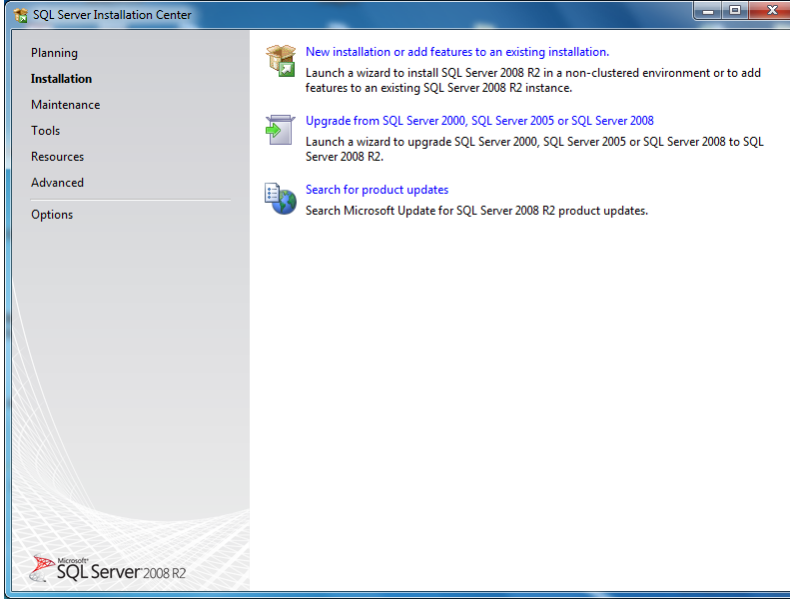 SQL Server Installation Center
Planning
Installation
Maintenance
Tools
Resources
Advanced
Options
New installation or add features to an existing installation.
Launch a wizard to install SQL Server 2008 R2 in a non-clustered environment or to add
features to an existing SQL Server 2008 R2 instance.
Upgrade from SQL Server 2000, SQL Server 2005 or SQL Server 2008
Launch a wizard to upgrade SQL Server 2000, SQL Server 2005 or SQL Server 2008 to SQL
Server 2008 R2.
Search for product updates
Search Microsoft Update for SQL Server 2008 R2 product updates.
Microsoft®
SQL Server 2008 R2